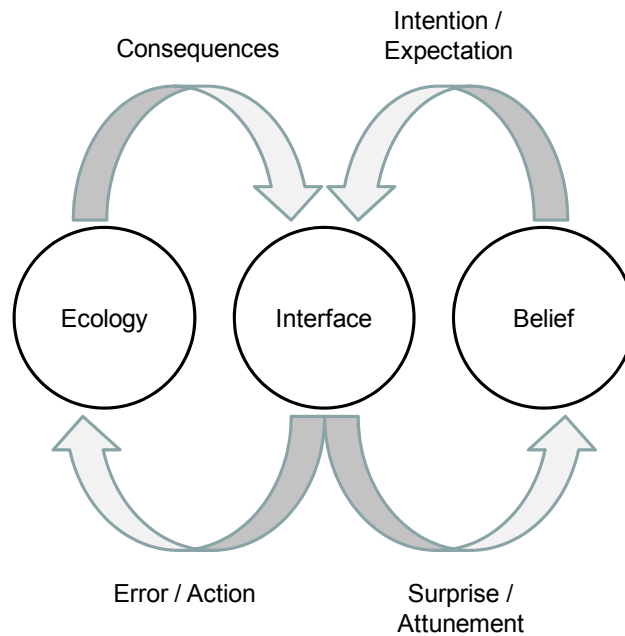 Consequences
Intention /
Expectation
Ecology
Interface
Belief
Error / Action
Surprise /
Attunement